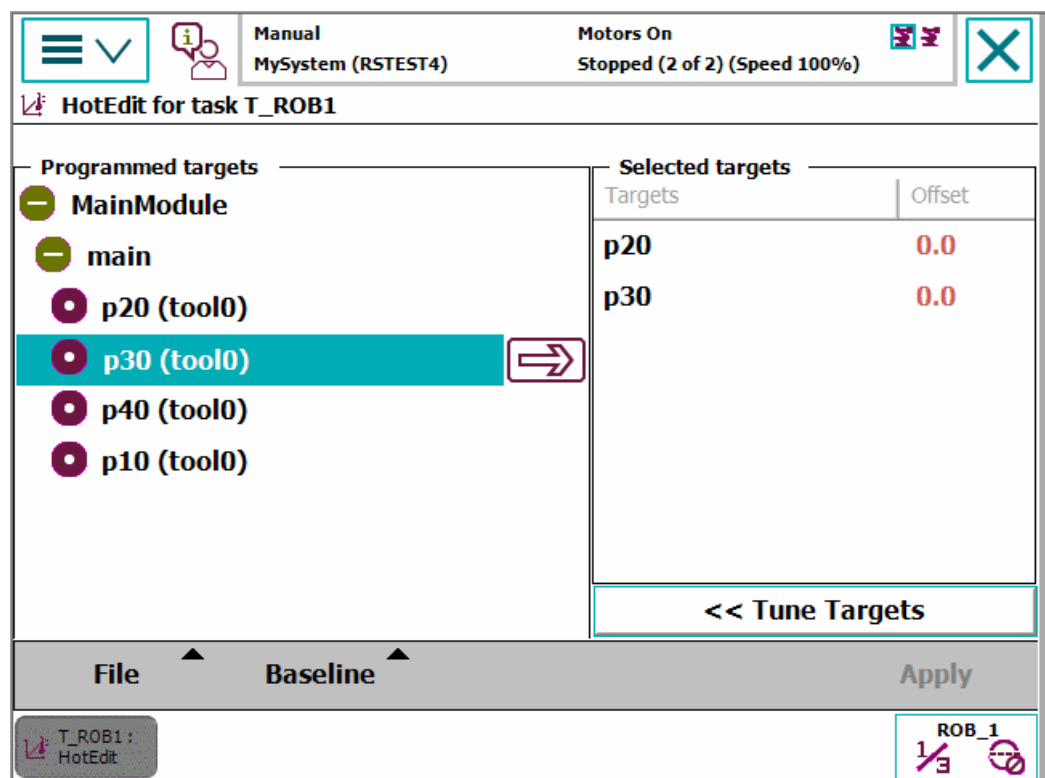 Manual
MySystem (RSTEST4)
Motors On
Stopped (2 of 2) (Speed 100%)
HotEdit for task T_ROB1
Programmed targets
MainModule
main
p20 (tool0)
p30 (tool0)
p40 (tool0)
p10 (tool0)
Selected targets
Targets Offset
p20 0.0
p30 0.0
<< Tune Targets
File Baseline Apply
T_ROB1 :
HotEdit
ROB_1
1/3